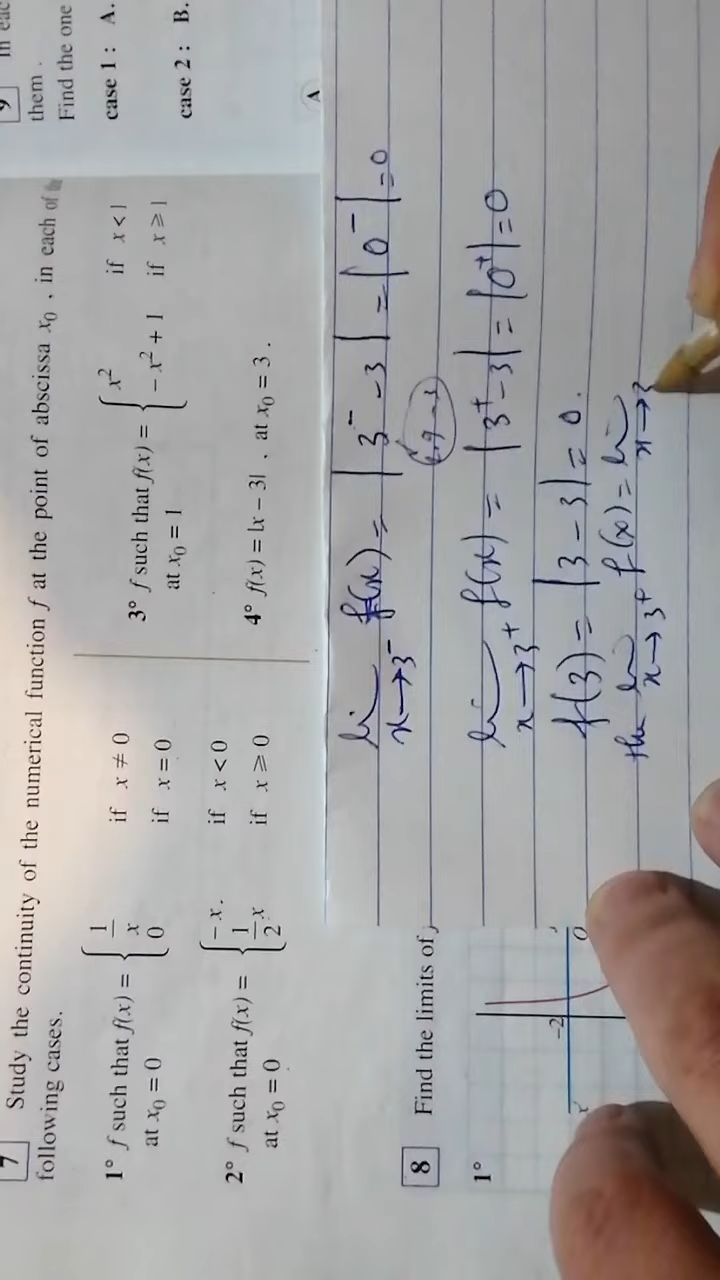 7 Study the continuity of the numerical function f at the point of abscissa x₀ , in each of
following cases.
1° f such that f(x) = { 1/x if x ≠ 0
0 if x = 0
at x₀ = 0
2° f such that f(x) = { -x. if x < 0
1/2 x if x ⩾ 0
at x₀ = 0
3° f such that f(x) = { x² if x < 1
-x² + 1 if x ⩾ 1
at x₀ = 1
4° f(x) = |x - 3| , at x₀ = 3 .
8 Find the limits of
1°
-2
O
9 In
them .
Find the one
case 1 : A.
case 2 : B.
A
lim f(x) = |3⁻ - 3| = |0⁻| = 0
x→3⁻
lim f(x) = |3⁺ - 3| = |0⁺| = 0
x→3⁺
f(3) = |3 - 3| = 0.
the lim f(x) = lim
x→3⁺ x→3